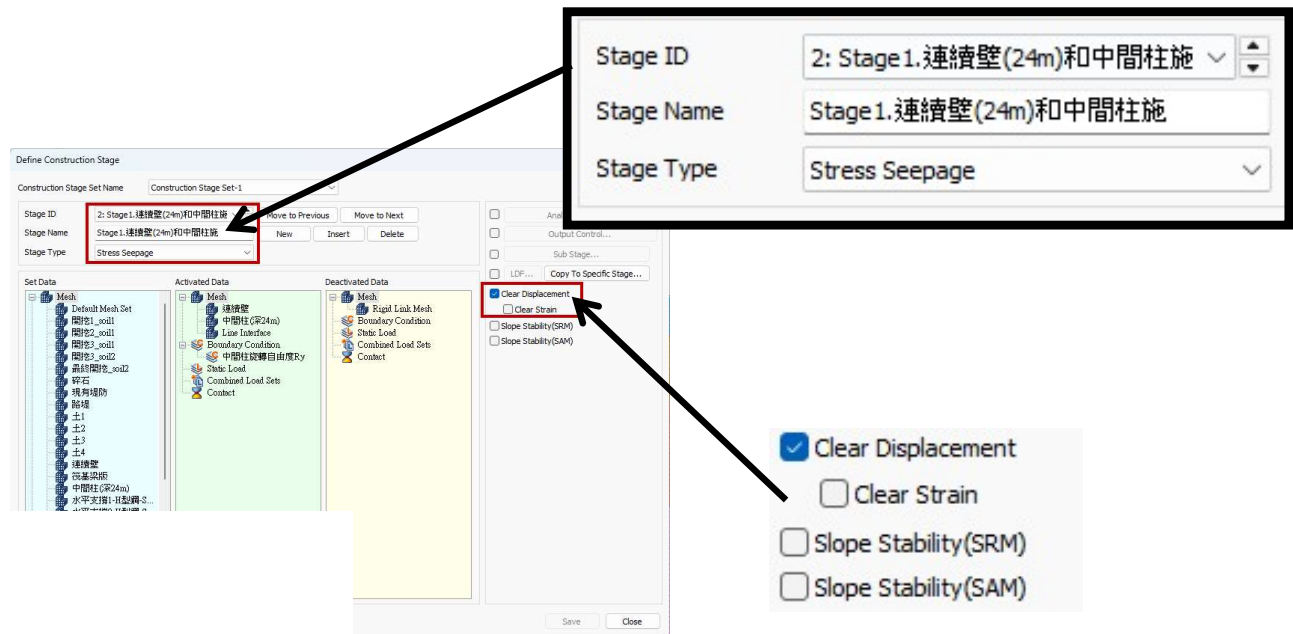 Stage ID
2: Stage1.連續壁(24m)和中間柱施
Stage Name
Stage1.連續壁(24m)和中間柱施
Stage Type
Stress Seepage
Define Construction Stage
Construction Stage Set Name
Construction Stage Set-1
Stage ID
2: Stage1.連續壁(24m)和中間柱施
Move to Previous
Move to Next
Stage Name
Stage1.連續壁(24m)和中間柱施
New
Insert
Delete
Stage Type
Stress Seepage
Output Control...
Sub Stage...
LDF...
Copy To Specific Stage...
Clear Displacement
Clear Strain
Slope Stability(SRM)
Slope Stability(SAM)
Set Data
Mesh
Default Mesh Set
開挖1_soil1
開挖2_soil1
開挖3_soil1
開挖3_soil2
最終開挖_soil2
碎石
現有堤防
路堤
土1
土2
土3
土4
連續壁
筏基梁版
中間柱(深24m)
水平支撐1-H型鋼-S...
Activated Data
Mesh
連續壁
中間柱(深24m)
Line Interface
Boundary Condition
中間柱旋轉自由度Ry
Static Load
Combined Load Sets
Contact
Deactivated Data
Mesh
Rigid Link Mesh
Boundary Condition
Static Load
Combined Load Sets
Contact
Save
Close
Clear Displacement
Clear Strain
Slope Stability(SRM)
Slope Stability(SAM)